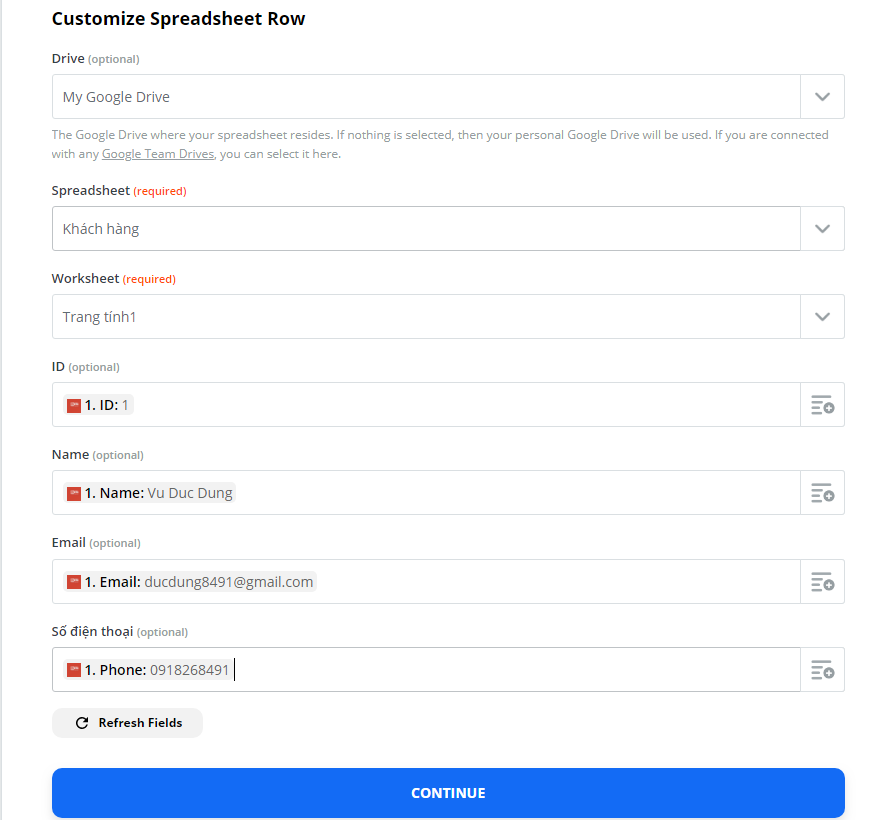 Customize Spreadsheet Row
Drive (optional)
My Google Drive
The Google Drive where your spreadsheet resides. If nothing is selected, then your personal Google Drive will be used. If you are connected
with any Google Team Drives, you can select it here.
Spreadsheet (required)
Khách hàng
Worksheet (required)
Trang tính1
ID (optional)
1. ID: 1
Name (optional)
1. Name: Vu Duc Dung
Email (optional)
1. Email: ducdung8491@gmail.com
Số điện thoại (optional)
1. Phone: 0918268491
Refresh Fields
CONTINUE